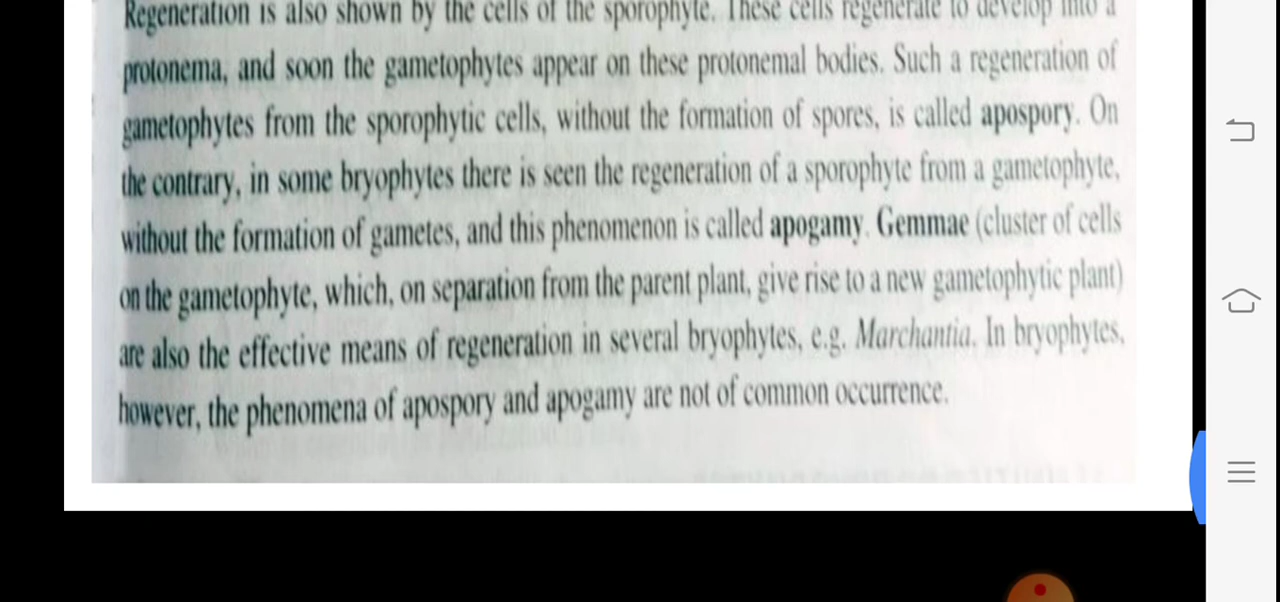 Regeneration is also shown by the cells of the sporophyte. These cells regenerate to develop into a
protonema, and soon the gametophytes appear on these protonemal bodies. Such a regeneration of
gametophytes from the sporophytic cells, without the formation of spores, is called apospory. On
the contrary, in some bryophytes there is seen the regeneration of a sporophyte from a gametophyte,
without the formation of gametes, and this phenomenon is called apogamy. Gemmae (cluster of cells
on the gametophyte, which, on separation from the parent plant, give rise to a new gametophytic plant)
are also the effective means of regeneration in several bryophytes, e.g. Marchantia. In bryophytes,
however, the phenomena of apospory and apogamy are not of common occurrence.